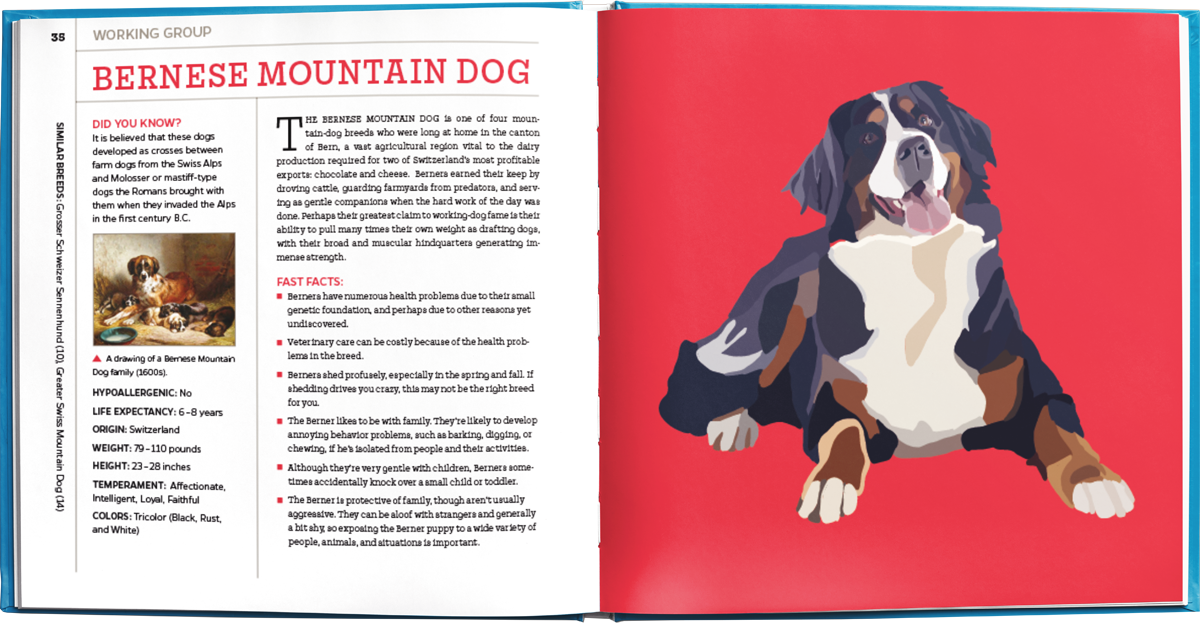 35
WORKING GROUP
BERNESE MOUNTAIN DOG
SIMILAR BREEDS: Grosser Schweizer Sennenhund (10), Greater Swiss Mountain Dog (14)
DID YOU KNOW?
It is believed that these dogs
developed as crosses between
farm dogs from the Swiss Alps
and Molosser or mastiff-type
dogs the Romans brought with
them when they invaded the Alps
in the first century B.C.
▲ A drawing of a Bernese Mountain
Dog family (1600s).
HYPOALLERGENIC: No
LIFE EXPECTANCY: 6–8 years
ORIGIN: Switzerland
WEIGHT: 79–110 pounds
HEIGHT: 23–28 inches
TEMPERAMENT: Affectionate,
Intelligent, Loyal, Faithful
COLORS: Tricolor (Black, Rust,
and White)
THE BERNESE MOUNTAIN DOG is one of four moun-
tain-dog breeds who were long at home in the canton
of Bern, a vast agricultural region vital to the dairy
production required for two of Switzerland's most profitable
exports: chocolate and cheese. Berners earned their keep by
droving cattle, guarding farmyards from predators, and serv-
ing as gentle companions when the hard work of the day was
done. Perhaps their greatest claim to working-dog fame is their
ability to pull many times their own weight as drafting dogs,
with their broad and muscular hindquarters generating im-
mense strength.
FAST FACTS:
■ Berners have numerous health problems due to their small
genetic foundation, and perhaps due to other reasons yet
undiscovered.
■ Veterinary care can be costly because of the health prob-
lems in the breed.
■ Berners shed profusely, especially in the spring and fall. If
shedding drives you crazy, this may not be the right breed
for you.
■ The Berner likes to be with family. They're likely to develop
annoying behavior problems, such as barking, digging, or
chewing, if he's isolated from people and their activities.
■ Although they're very gentle with children, Berners some-
times accidentally knock over a small child or toddler.
■ The Berner is protective of family, though aren't usually
aggressive. They can be aloof with strangers and generally
a bit shy, so exposing the Berner puppy to a wide variety of
people, animals, and situations is important.